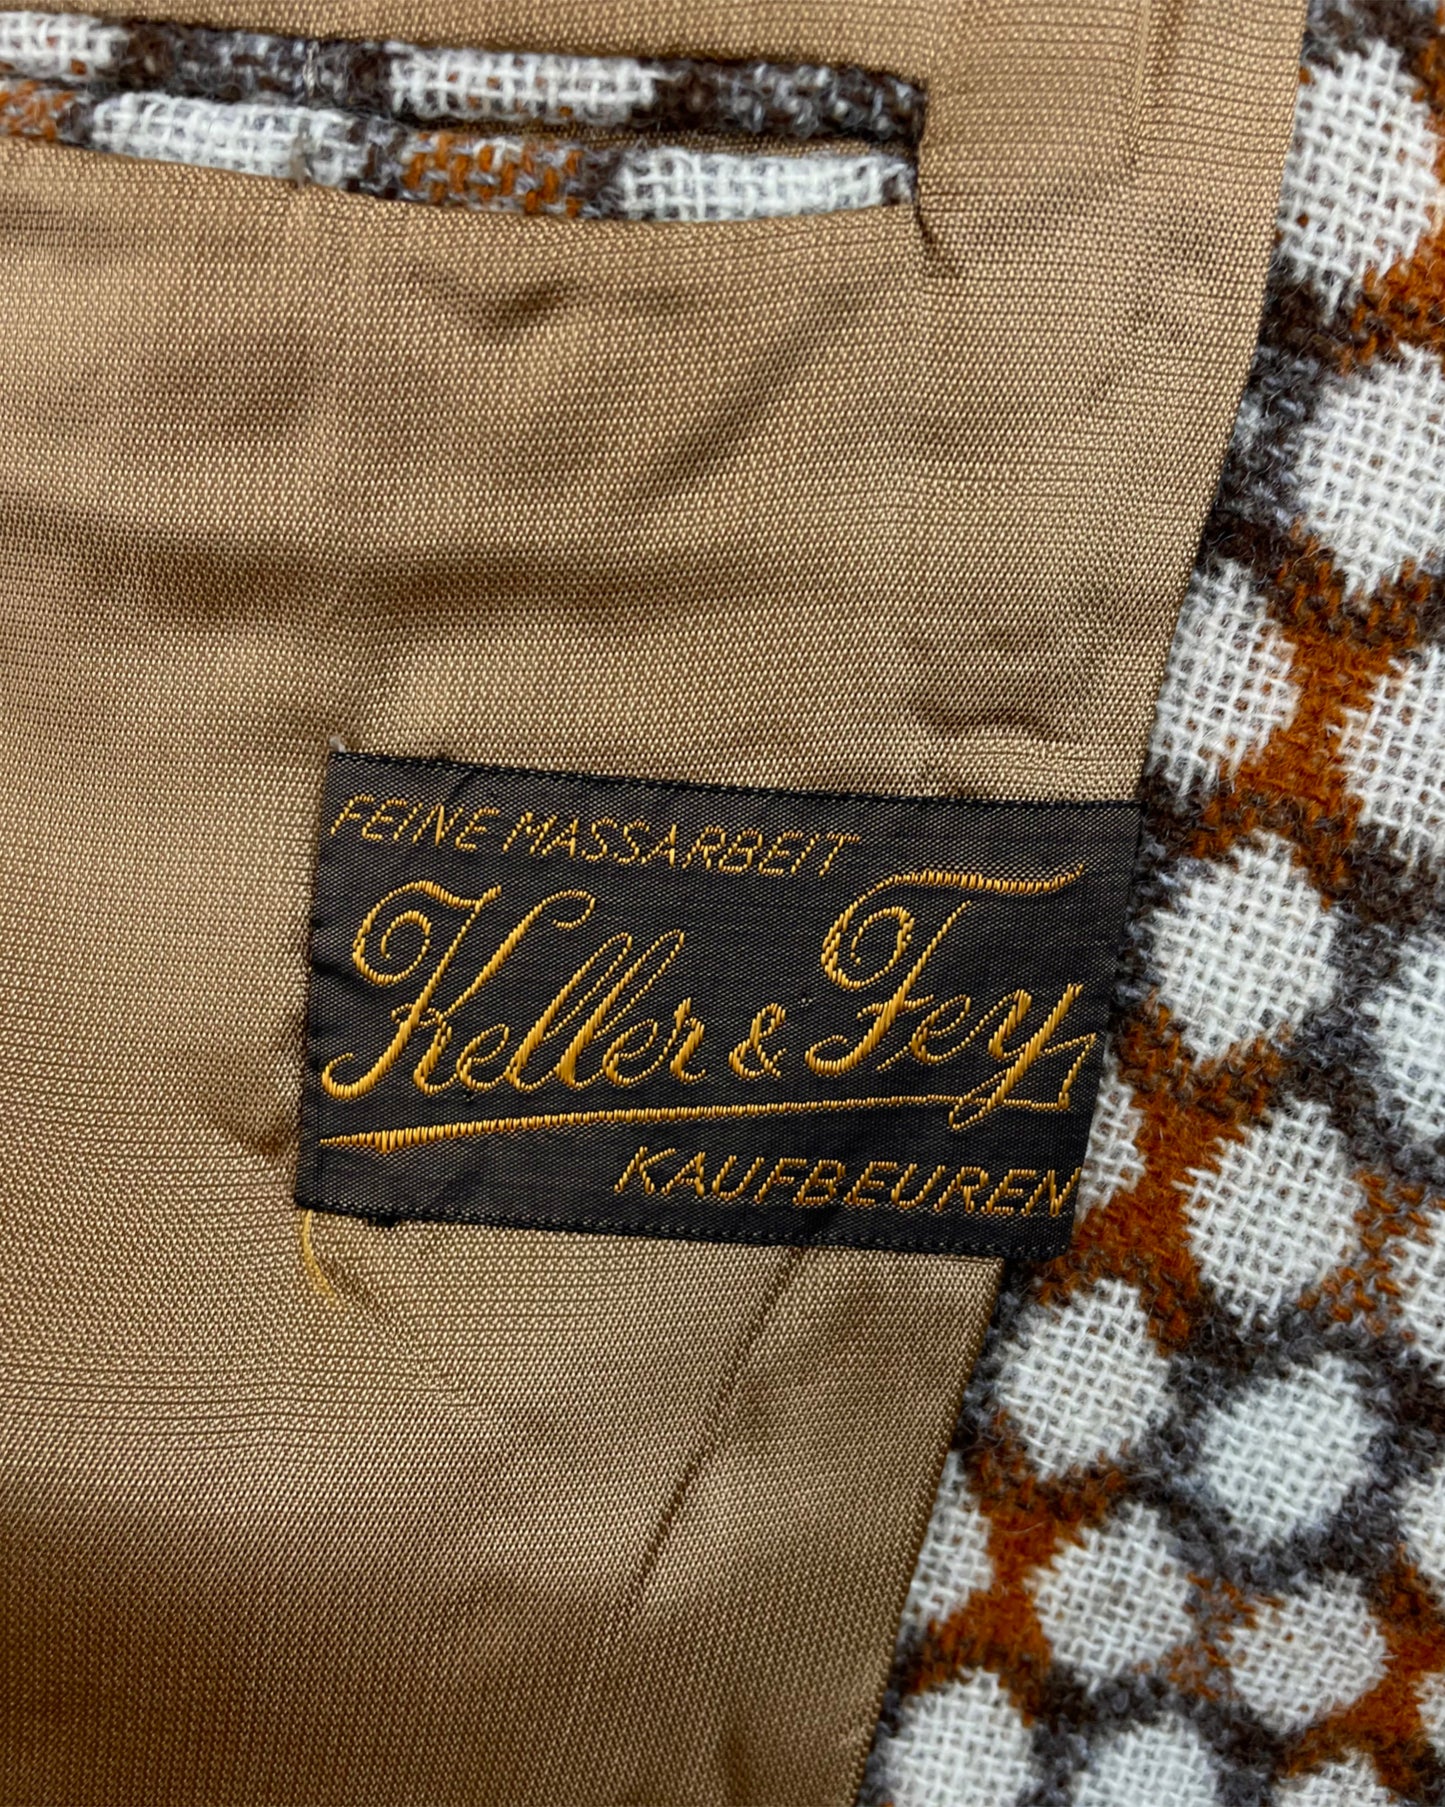 FEINE MASSARBEIT
Keller & Fey
KAUFBEUREN